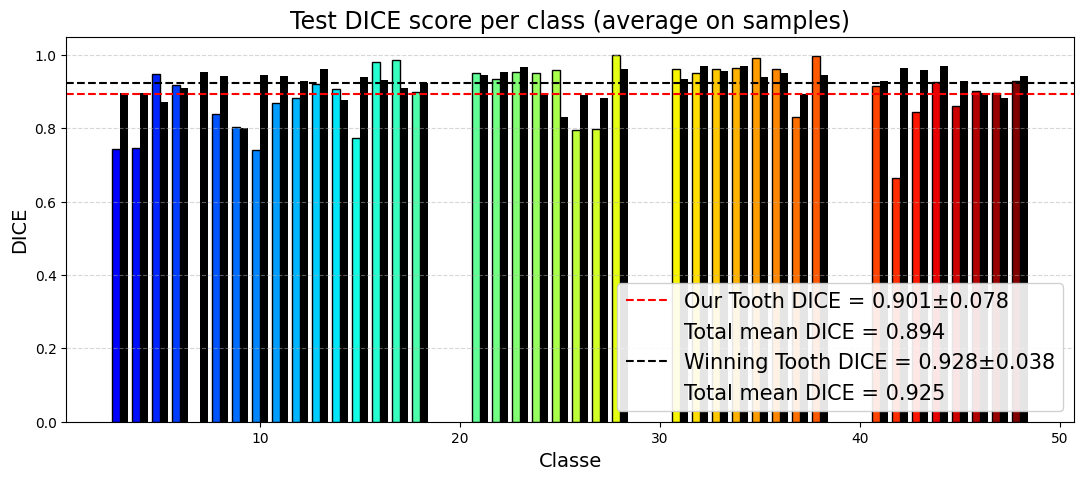 Test DICE score per class (average on samples)
DICE
1.0
0.8
0.6
0.4
0.2
0.0
10
20
30
40
50
Classe
Our Tooth DICE = 0.901±0.078
Total mean DICE = 0.894
Winning Tooth DICE = 0.928±0.038
Total mean DICE = 0.925